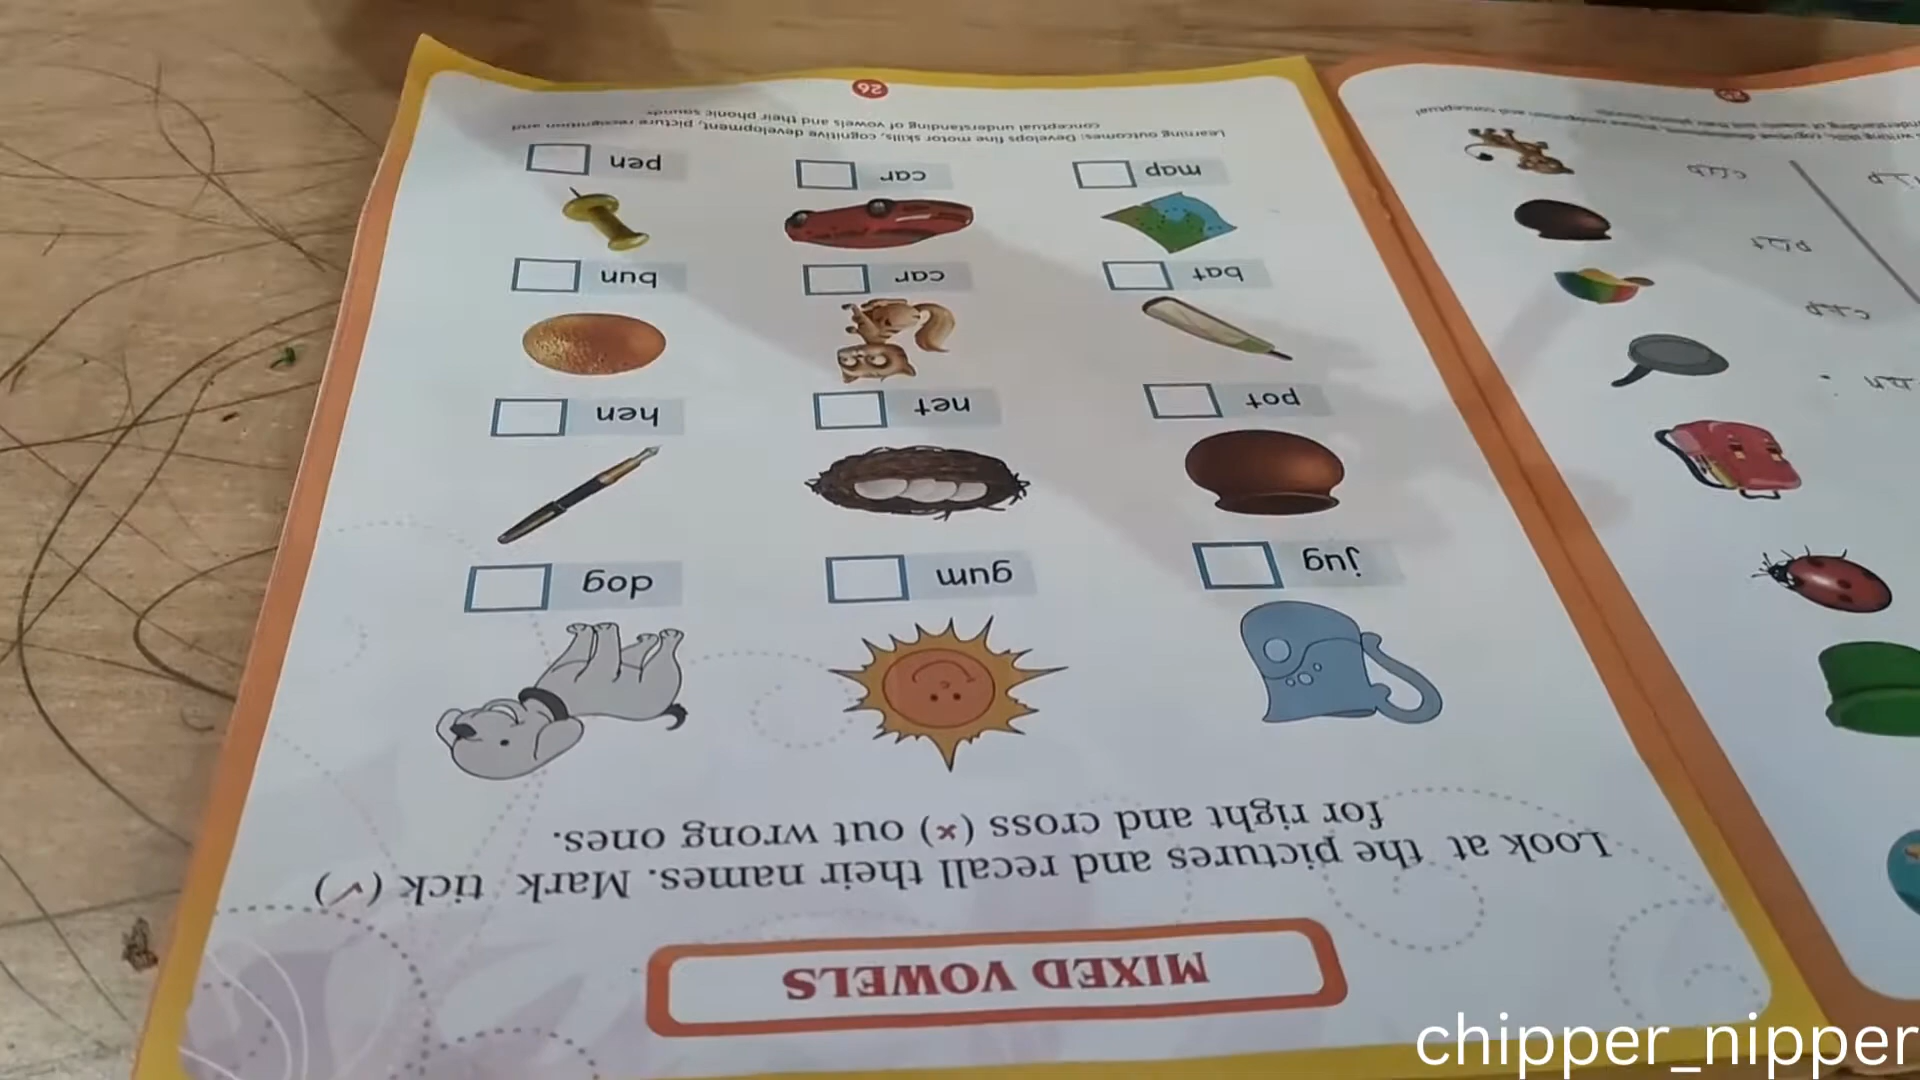 MIXED VOWELS
Look at the pictures and recall their names. Mark tick (✓)
for right and cross (×) out wrong ones.
jug
gum
dog
pot
net
hen
bat
car
bun
map
car
pen
Learning outcomes: Develops fine motor skills, cognitive development, picture recognition and
conceptual understanding of vowels and their phonic sounds.
26
chipper_nipper